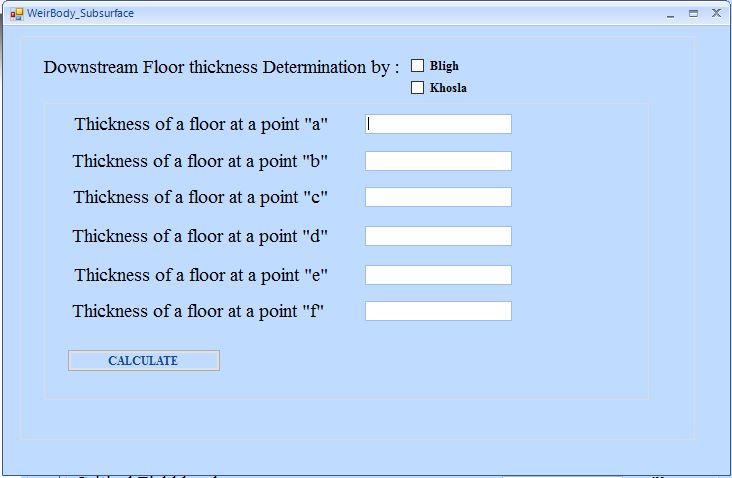 WeirBody_Subsurface
Downstream Floor thickness Determination by :
Bligh
Khosla
Thickness of a floor at a point "a"
Thickness of a floor at a point "b"
Thickness of a floor at a point "c"
Thickness of a floor at a point "d"
Thickness of a floor at a point "e"
Thickness of a floor at a point "f"
CALCULATE